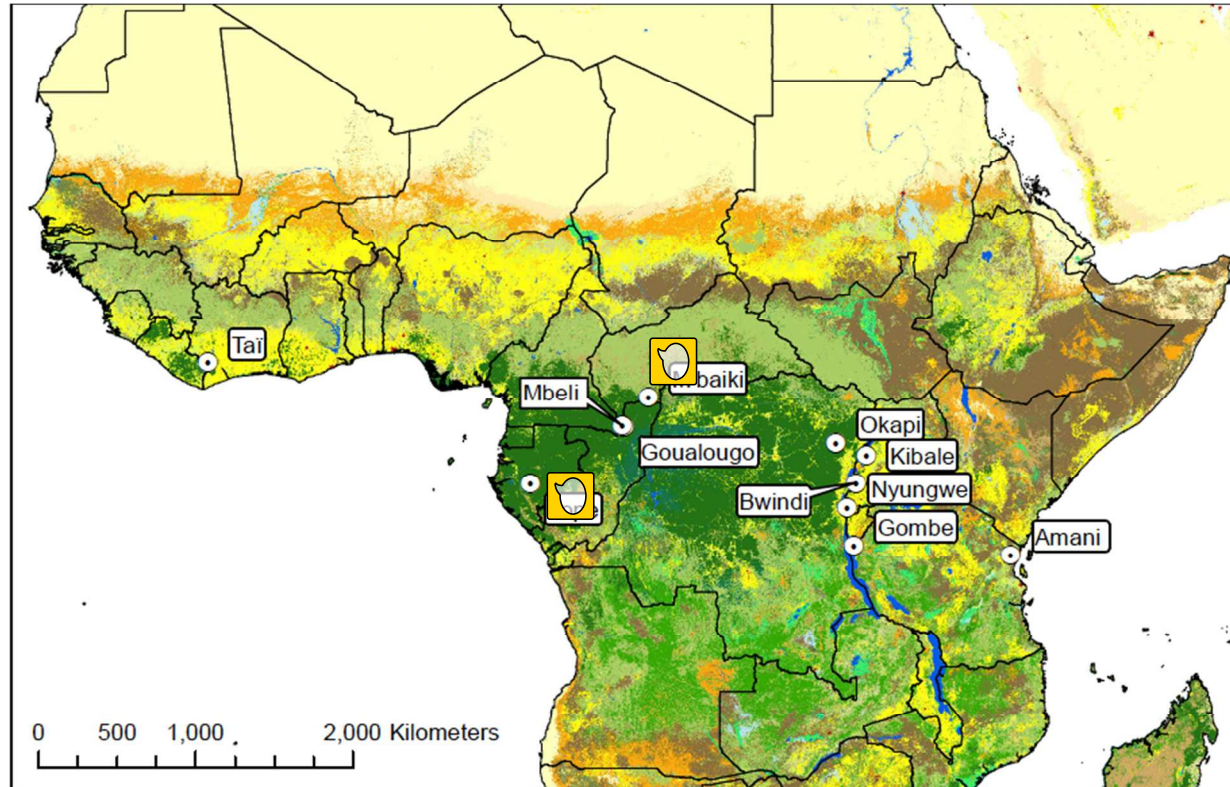 Taï
Mbeli
Goualougo
Okapi
Kibale
Bwindi
Nyungwe
Gombe
Amani
0 500 1,000 2,000 Kilometers